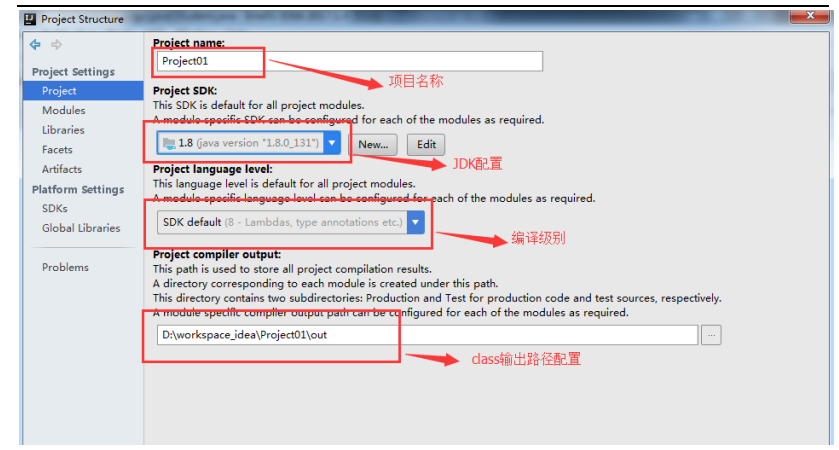 Project Structure
Project name:
Project Settings
Project01
项目名称
Project
Project SDK:
This SDK is default for all project modules.
Modules
A module specific SDK can be configured for each of the modules as required.
Libraries
1.8 (java version "1.8.0_131")
New...
Edit
Facets
JDK配置
Artifacts
Project language level:
This language level is default for all project modules.
Platform Settings
A module specific language level can be configured for each of the modules as required.
SDKs
SDK default (8 - Lambdas, type annotations etc.)
Global Libraries
编译级别
Project compiler output:
Problems
This path is used to store all project compilation results.
A directory corresponding to each module is created under this path.
This directory contains two subdirectories: Production and Test for production code and test sources, respectively.
A module specific compiler output path can be configured for each of the modules as required.
D:\workspace_idea\Project01\out
...
class输出路径配置